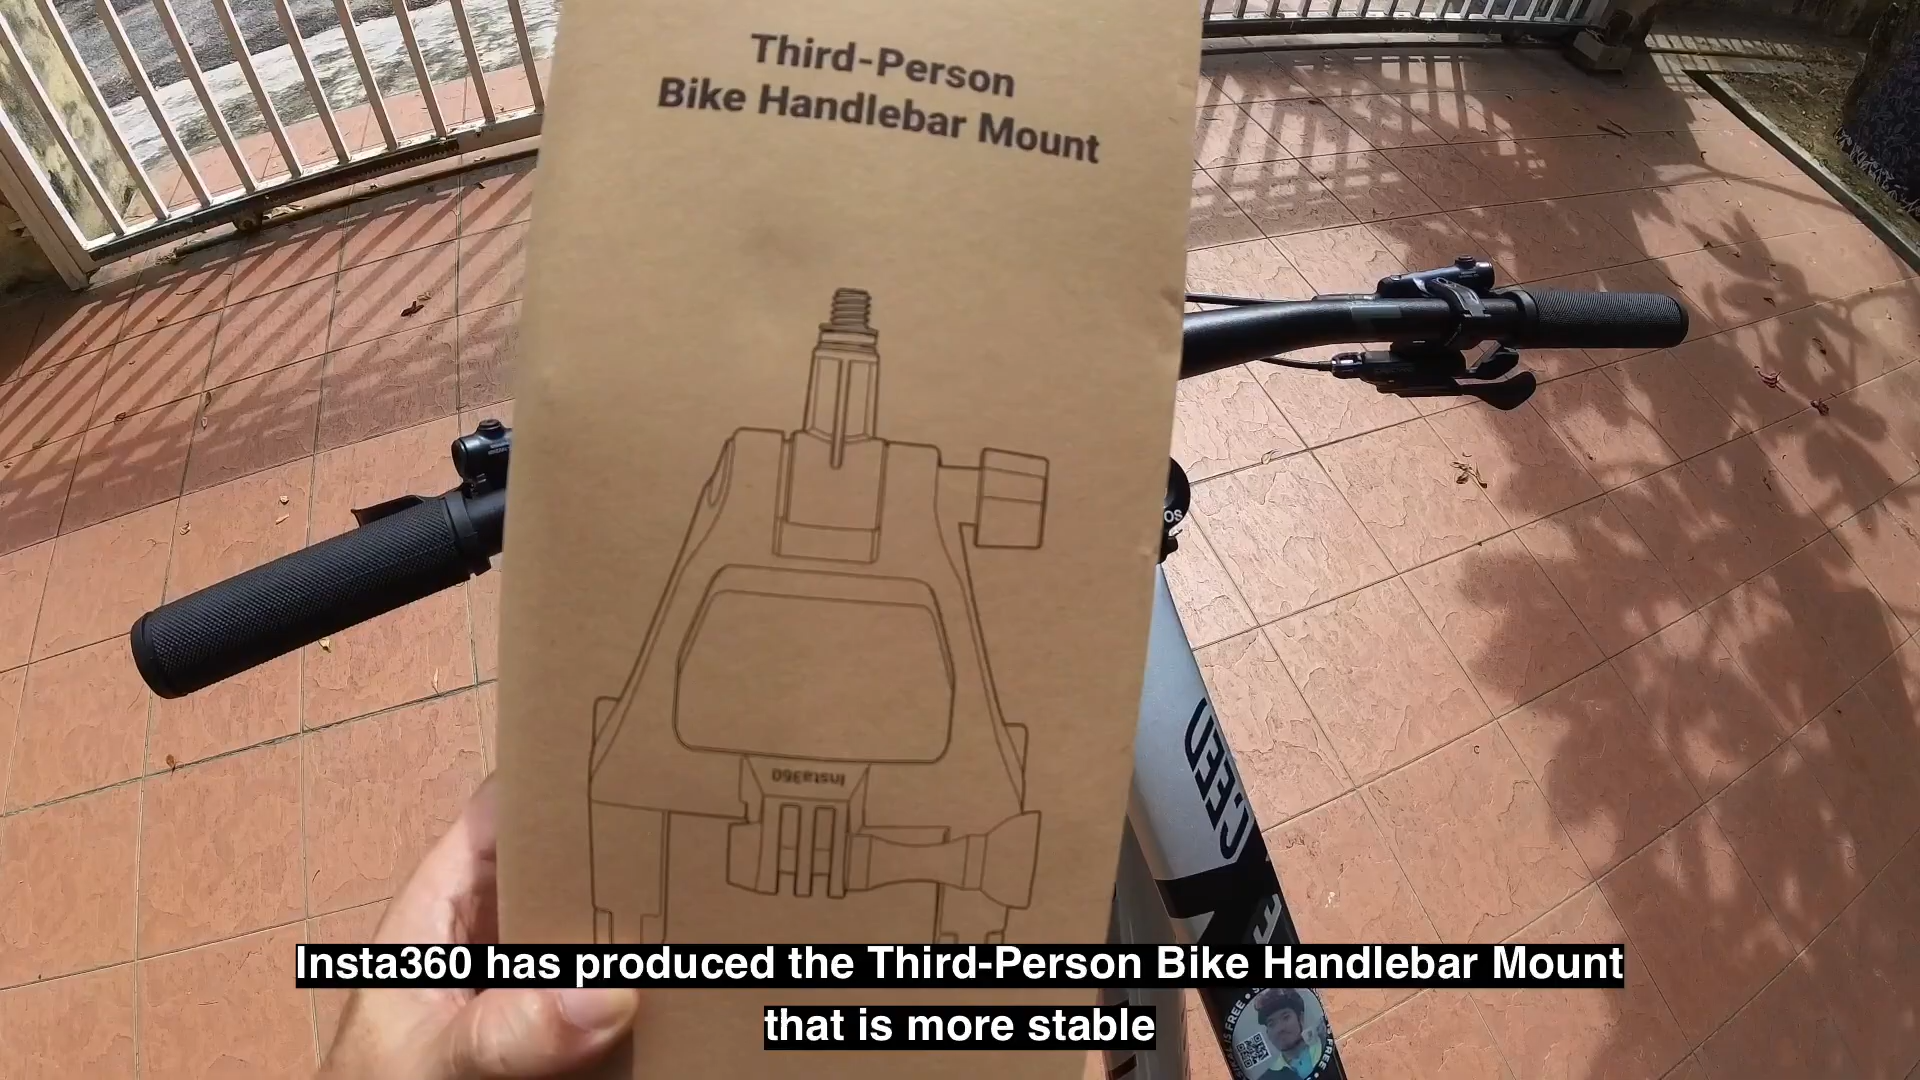 Third-Person
Bike Handlebar Mount
OS
Insta360
Insta360 has produced the Third-Person Bike Handlebar Mount
that is more stable